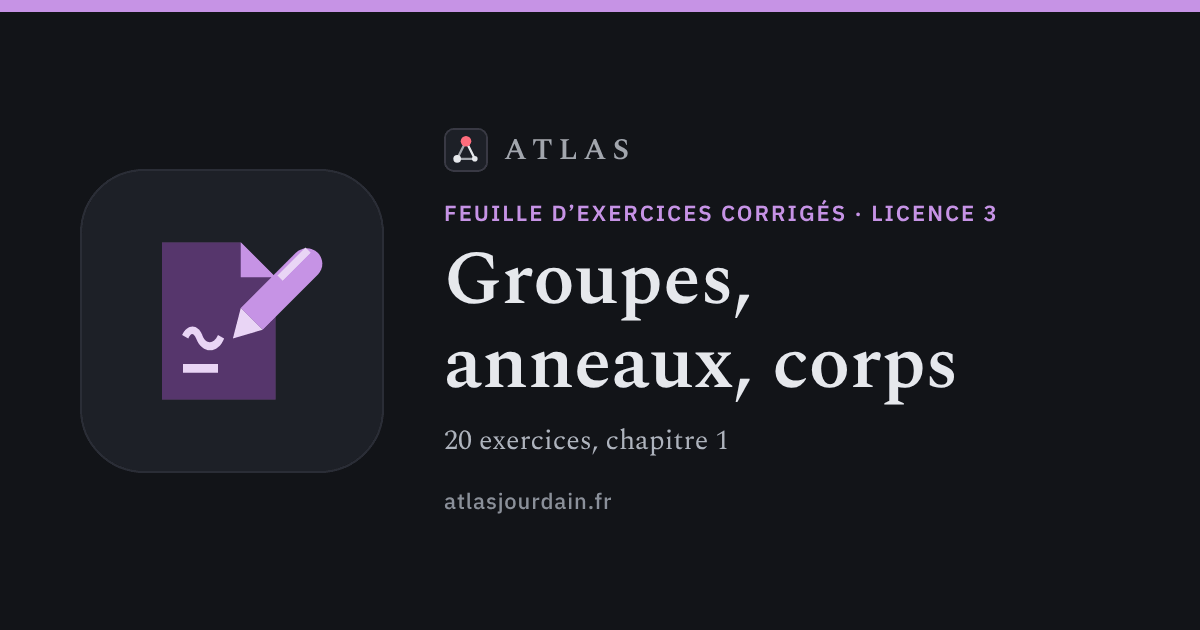 ATLAS
FEUILLE D’EXERCICES CORRIGÉS · LICENCE 3
Groupes,
anneaux, corps
20 exercices, chapitre 1
atlasjourdain.fr